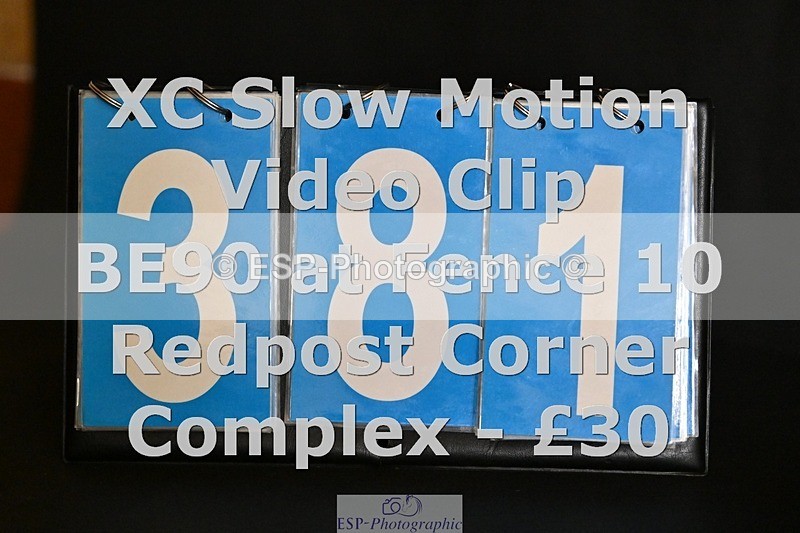 XC Slow Motion
Video Clip
BE90 at Fence 10
Redpost Corner
Complex - £30
381
© ESP-Photographic ©
ESP-Photographic